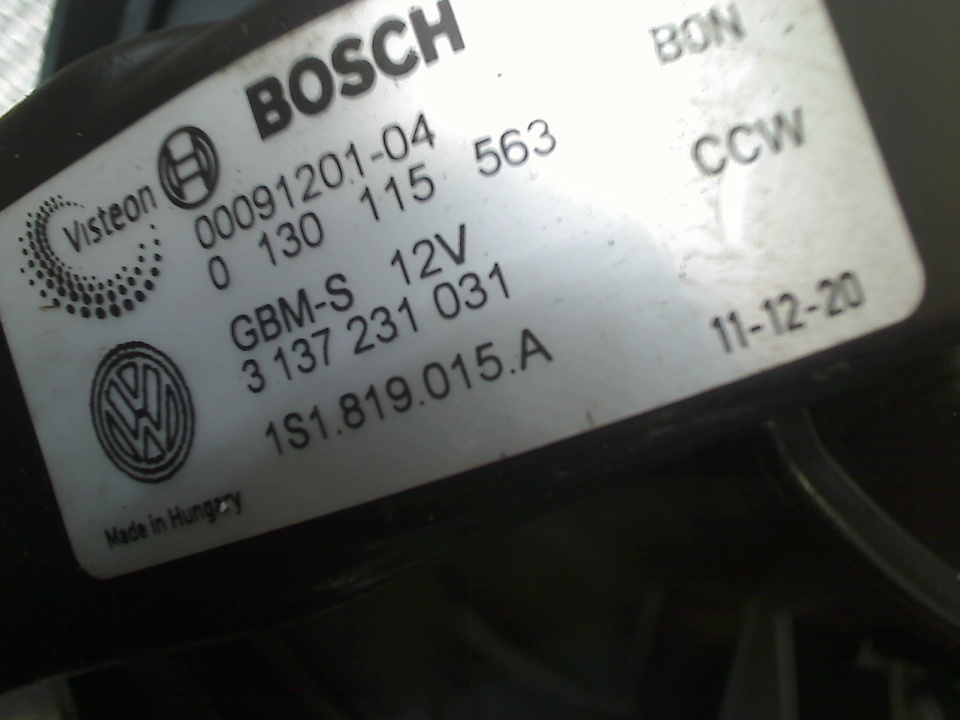 BOSCH
BON
Visteon
00091201-04
0 130 115 563
CCW
GBM-S 12V
3 137 231 031
11-12-20
1S1.819.015.A
Made in Hungary